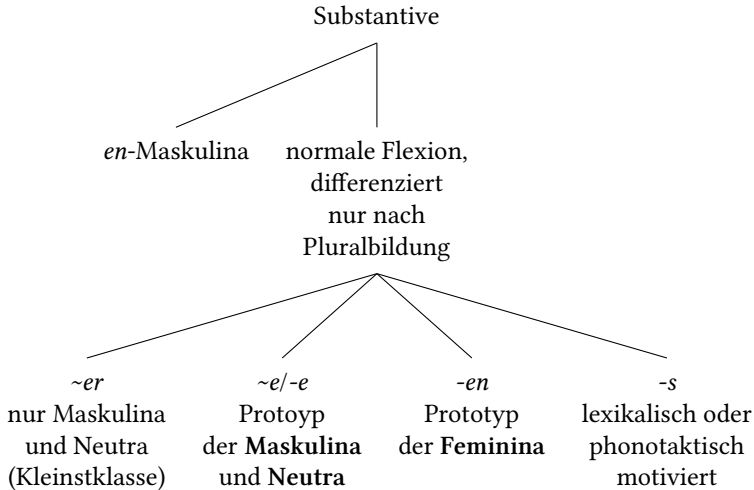 Substantive
en-Maskulina
normale Flexion,
differenziert
nur nach
Pluralbildung
~er
nur Maskulina
und Neutra
(Kleinstklasse)
~e/-e
Protoyp
der Maskulina
und Neutra
-en
Prototyp
der Feminina
-s
lexikalisch oder
phonotaktisch
motiviert